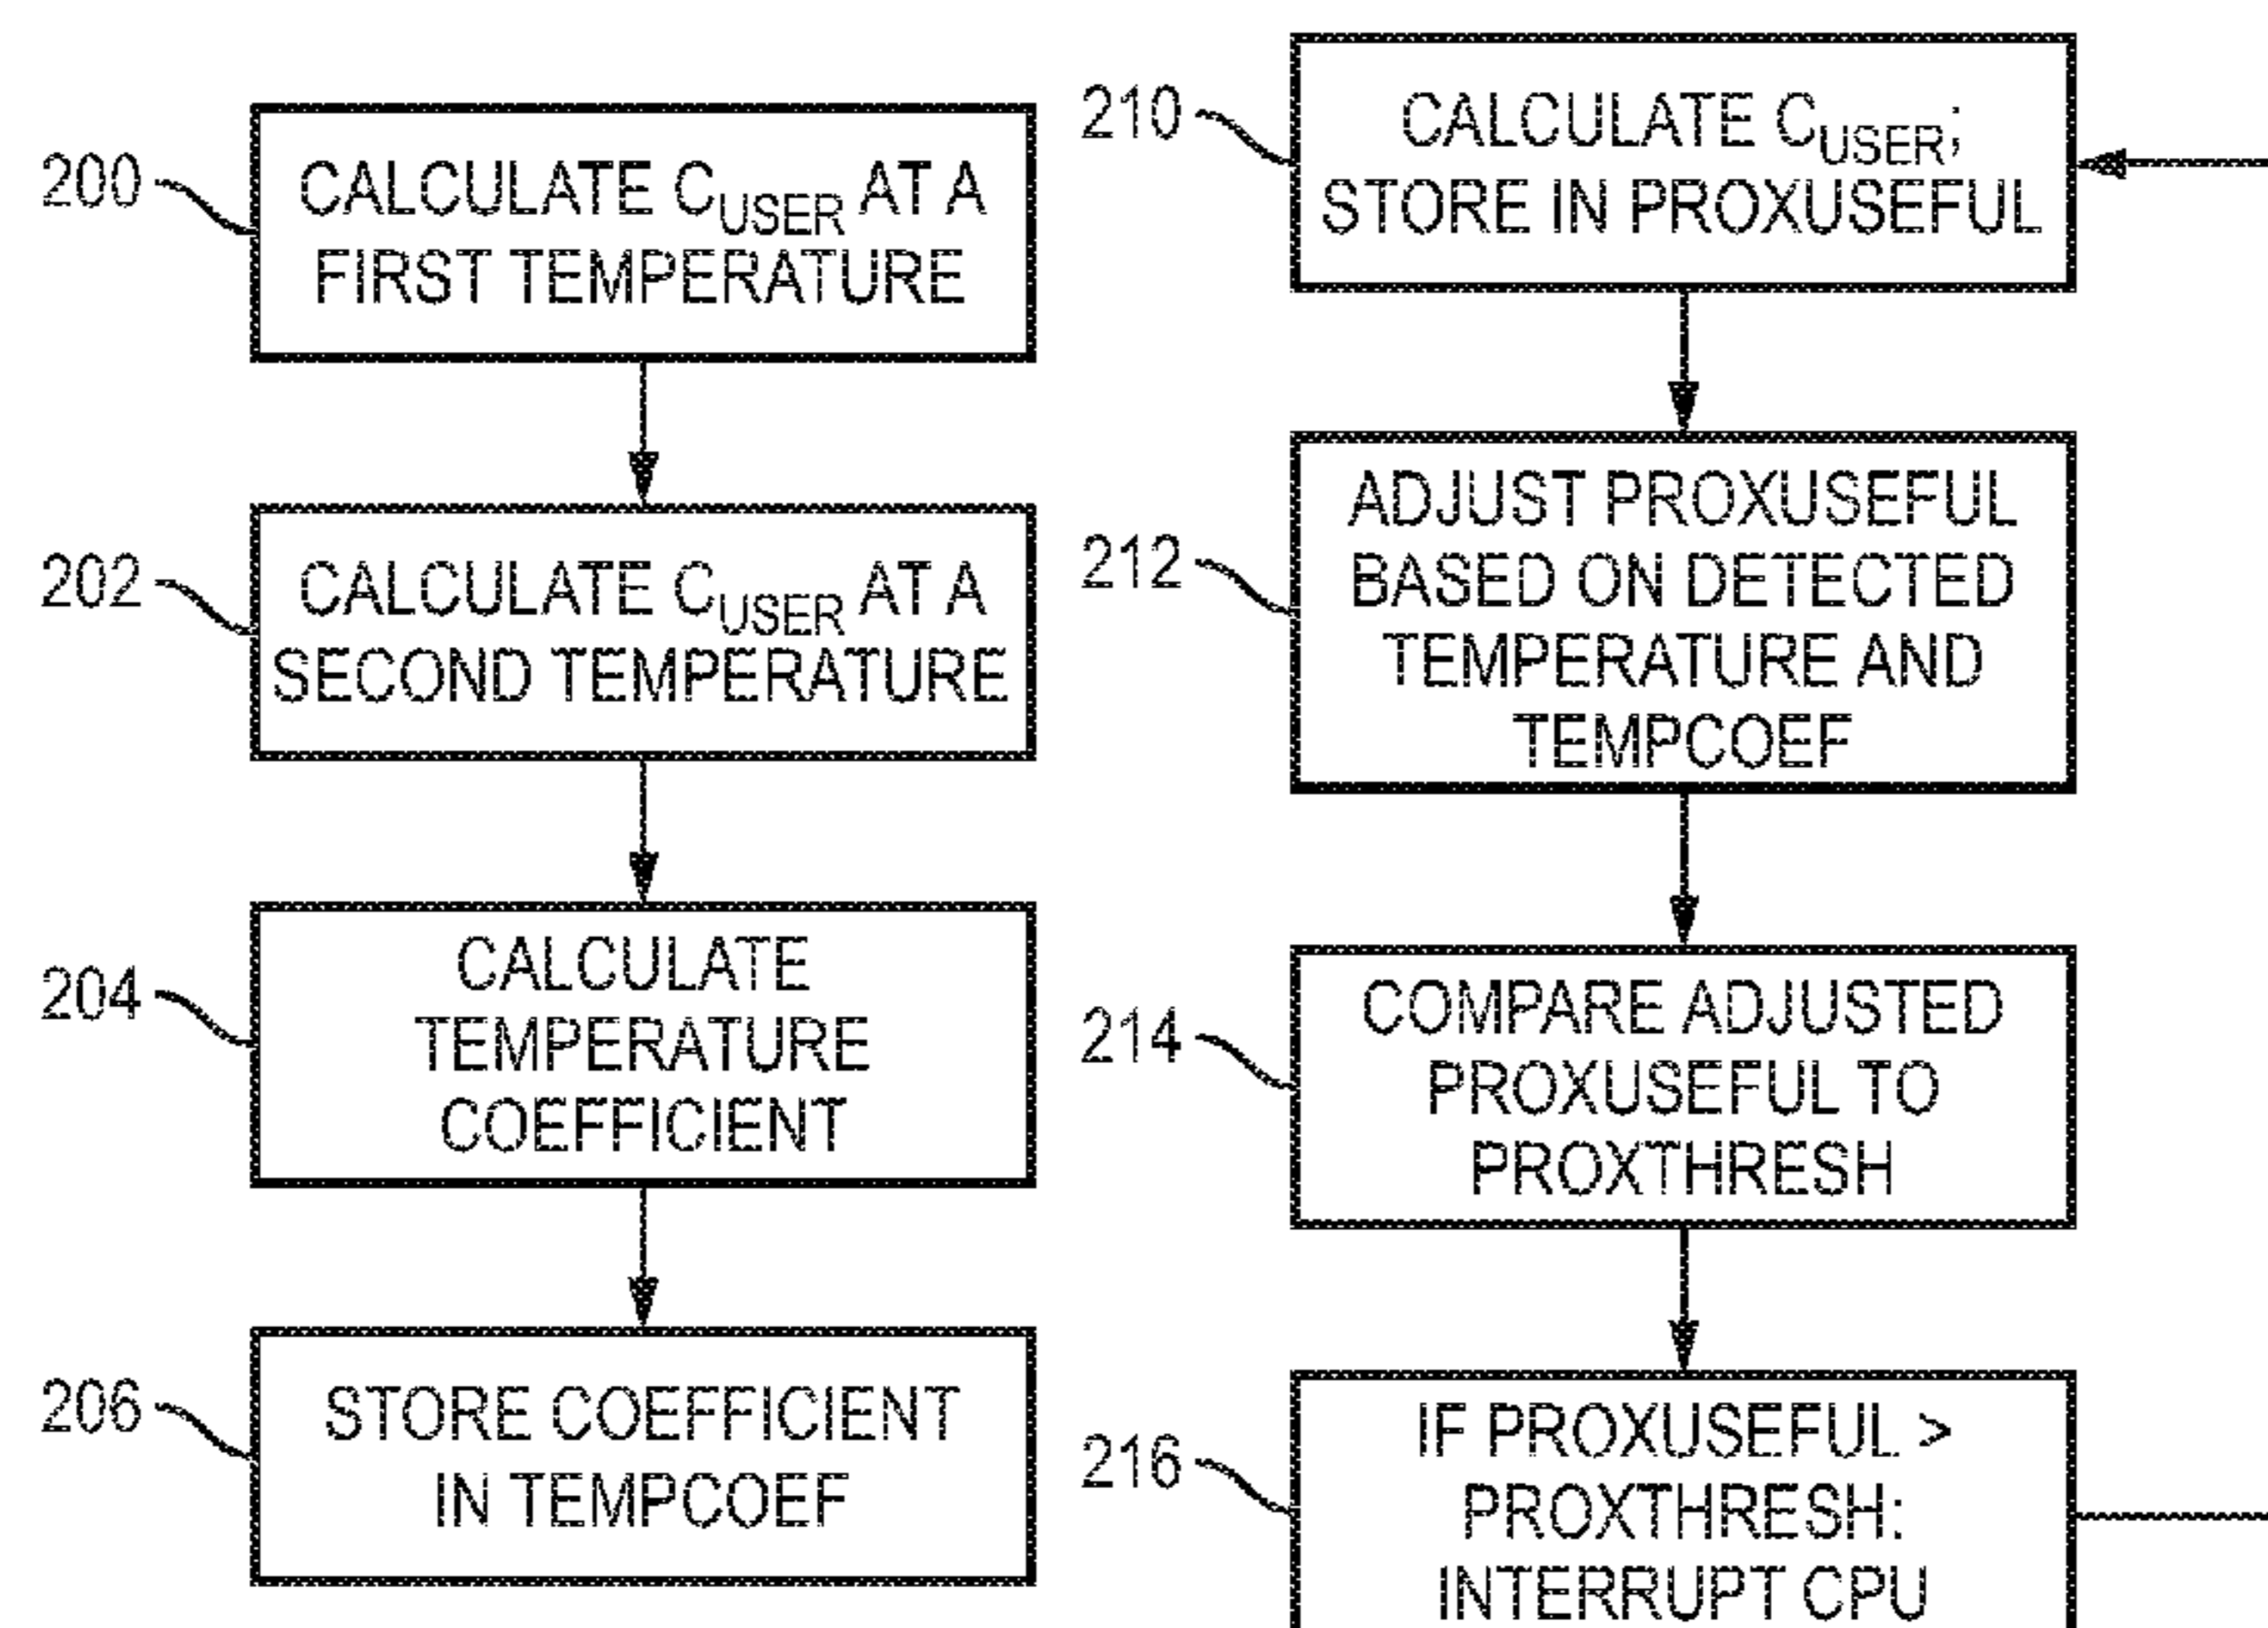 200
CALCULATE CUSER AT A
FIRST TEMPERATURE
202
CALCULATE CUSER AT A
SECOND TEMPERATURE
204
CALCULATE
TEMPERATURE
COEFFICIENT
206
STORE COEFFICIENT
IN TEMPCOEF
210
CALCULATE CUSER;
STORE IN PROXUSEFUL
212
ADJUST PROXUSEFUL
BASED ON DETECTED
TEMPERATURE AND
TEMPCOEF
214
COMPARE ADJUSTED
PROXUSEFUL TO
PROXTHRESH
216
IF PROXUSEFUL >
PROXTHRESH:
INTERRUPT CPU